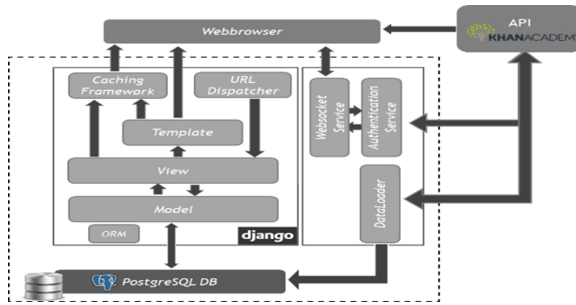 Webbrowser
API
KHANACADEMY
Caching
Framework
URL
Dispatcher
Template
View
Model
ORM
django
Websocket
Service
Authentication
Service
DataLoader
PostgreSQL DB